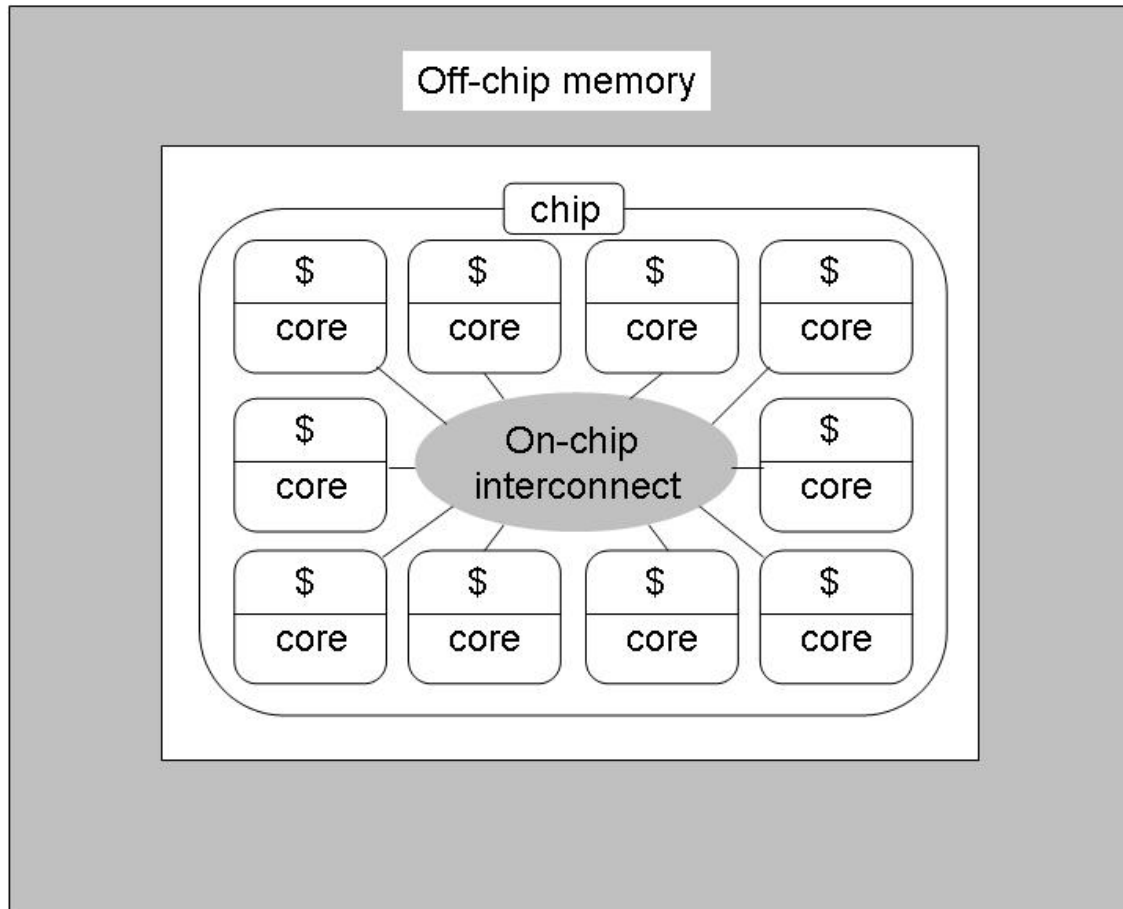 Off-chip memory
chip
$ $ $ $
core core core core
On-chip
interconnect
$ $
core core
$ $ $ $
core core core core